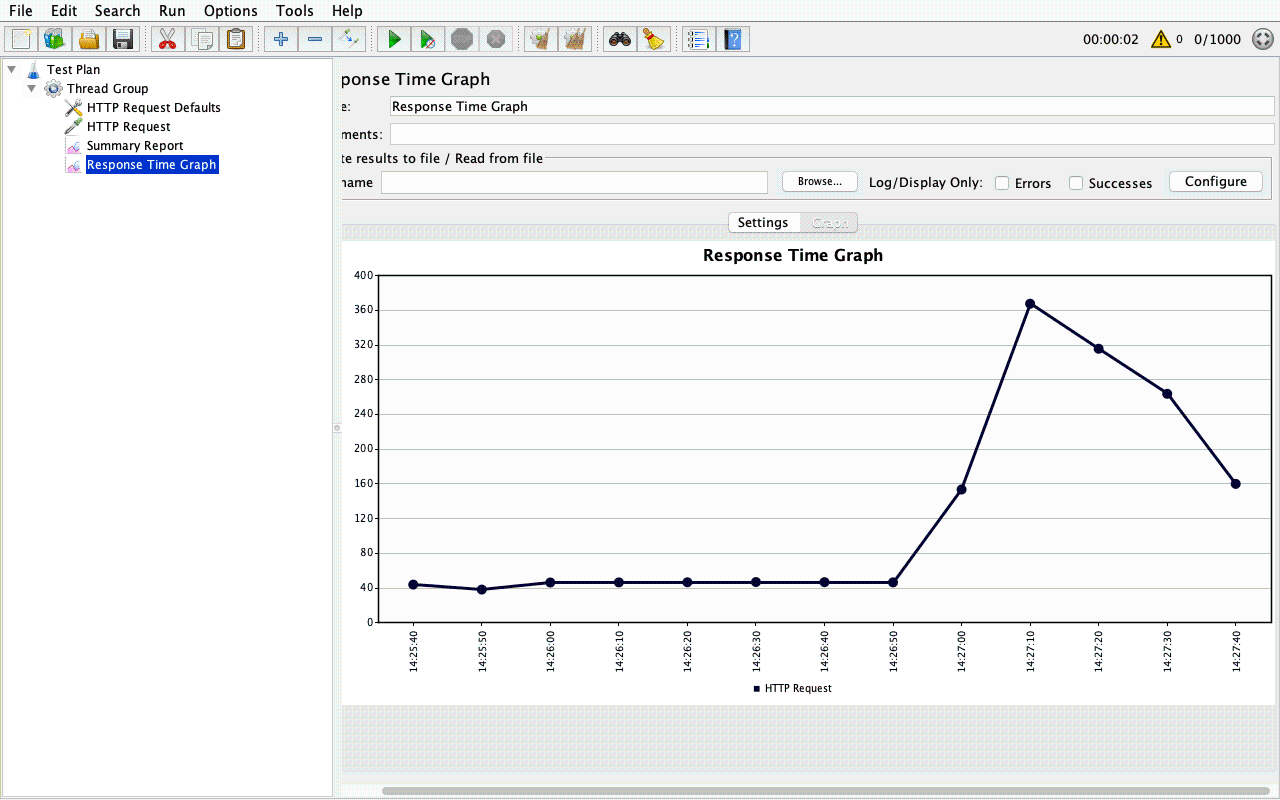 File Edit Search Run Options Tools Help
00:00:02 0 0/1000
Test Plan
Thread Group
HTTP Request Defaults
HTTP Request
Summary Report
Response Time Graph
ponse Time Graph
e: Response Time Graph
ments:
te results to file / Read from file
name Browse... Log/Display Only: Errors Successes Configure
Settings Graph
Response Time Graph
400
360
320
280
240
200
160
120
80
40
0
14:25:40 14:25:50 14:26:00 14:26:10 14:26:20 14:26:30 14:26:40 14:26:50 14:27:00 14:27:10 14:27:20 14:27:30 14:27:40
HTTP Request